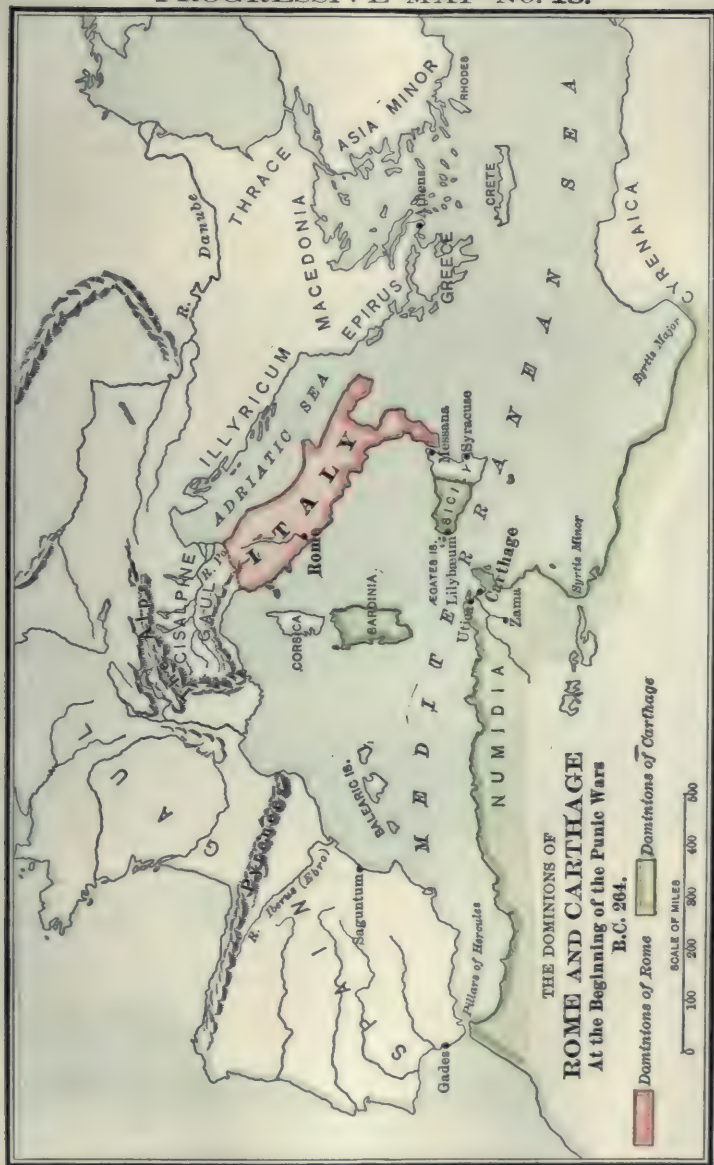 PROGRESSIVE MAP No. 13.
THE DOMINIONS OF
ROME AND CARTHAGE
At the Beginning of the Punic Wars
B.C. 264.
Dominions of Rome
Dominions of Carthage
SCALE OF MILES
0 100 200 300 400 500
GAUL
Alps
CISALPINE
GAUL
R. Po
R. Danube
THRACE
MACEDONIA
ILLYRICUM
EPIRUS
ASIA MINOR
RHODES
Athens
GREECE
CRETE
ADRIATIC SEA
ITALY
Rome
CORSICA
SARDINIA
Pyrenees
R. Iberus (Ebro)
SPAIN
Saguntum
BALEARIC IS.
Gades
Pillars of Hercules
MEDITERRANEAN SEA
Messana
Syracuse
SICILY
ÆGATES IS.
Lilybæum
Utica
Carthage
Zama
NUMIDIA
Syrtis Minor
Syrtis Major
CYRENAICA